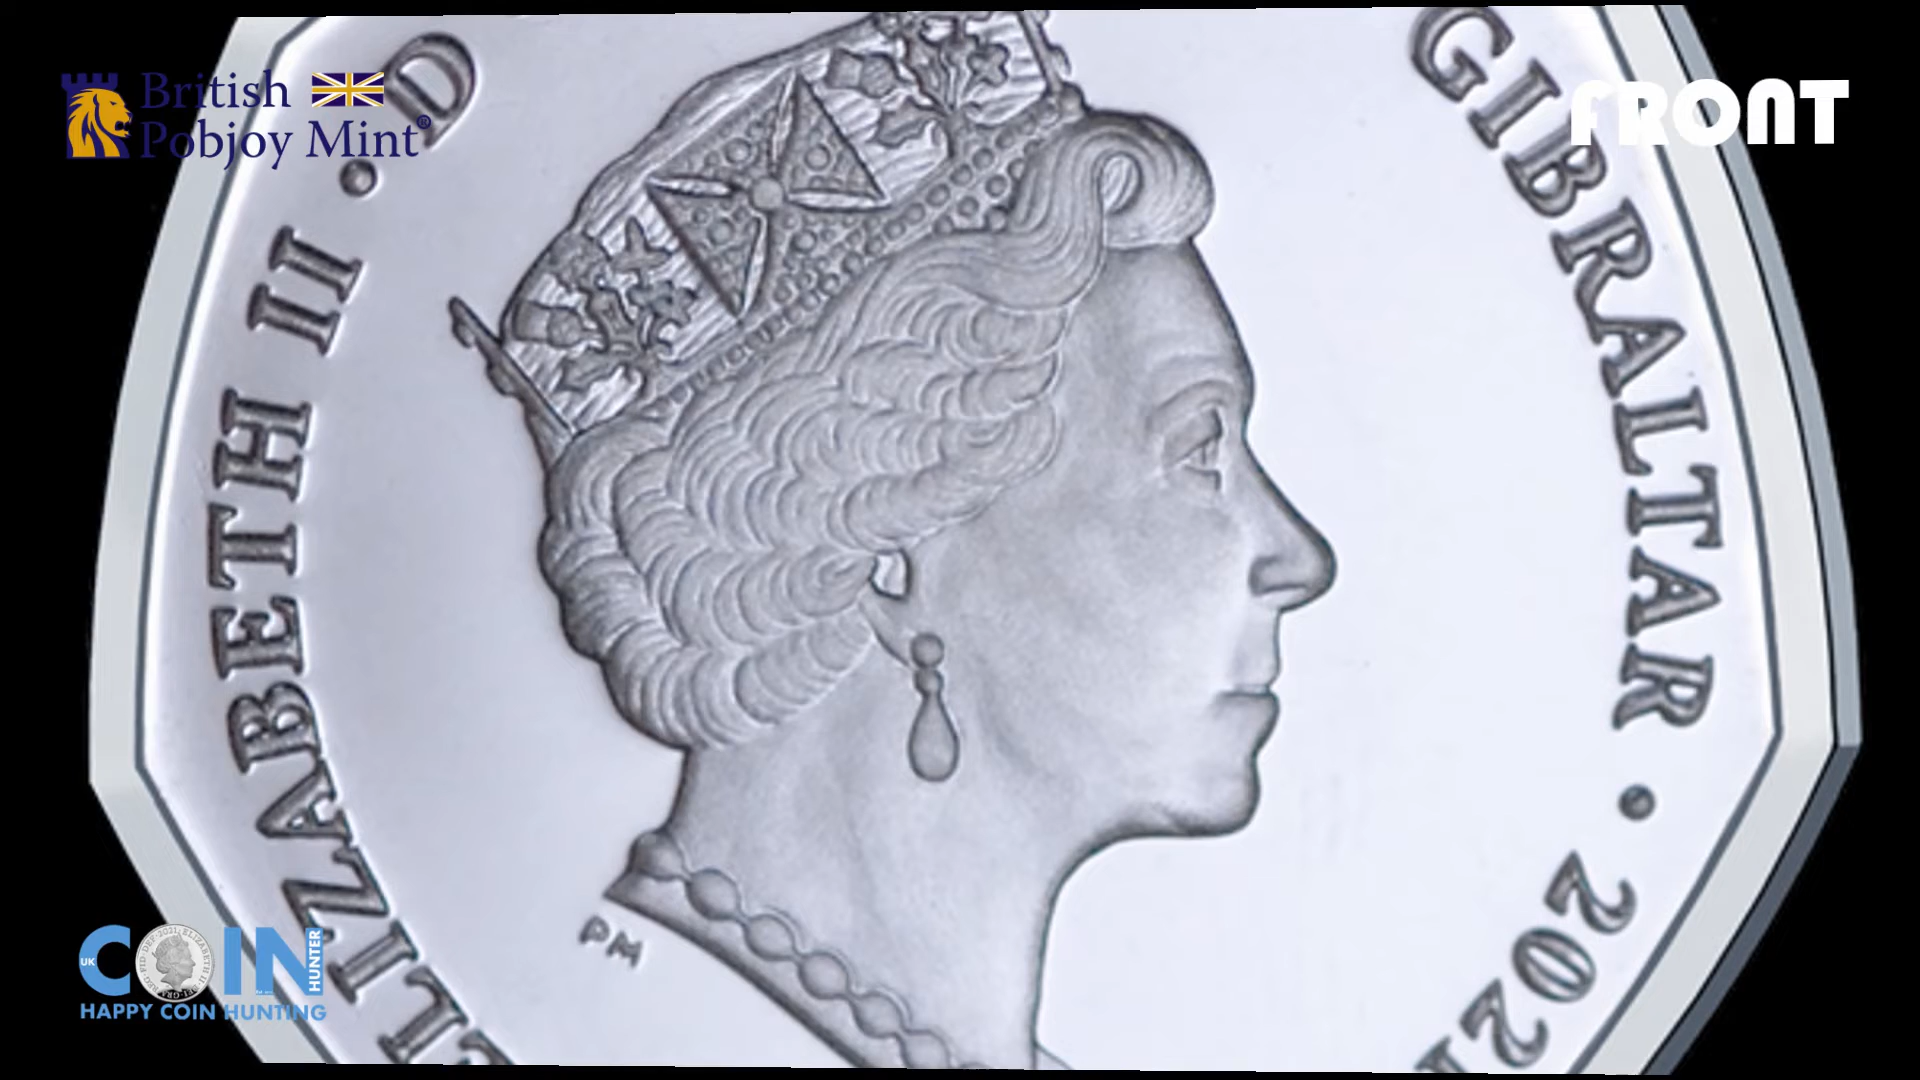 British
Pobjoy Mint®
FRONT
ELIZABETH II • D
GIBRALTAR • 2021
PM
UK
COIN
HUNTER
HAPPY COIN HUNTING